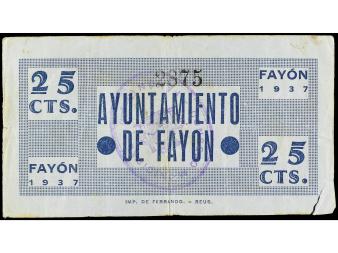 25
CTS.
2875
FAYÓN
1937
AYUNTAMIENTO
DE FAYÓN
FAYÓN
1937
25
CTS.
IMP. DE FERRANDO. - REUS.